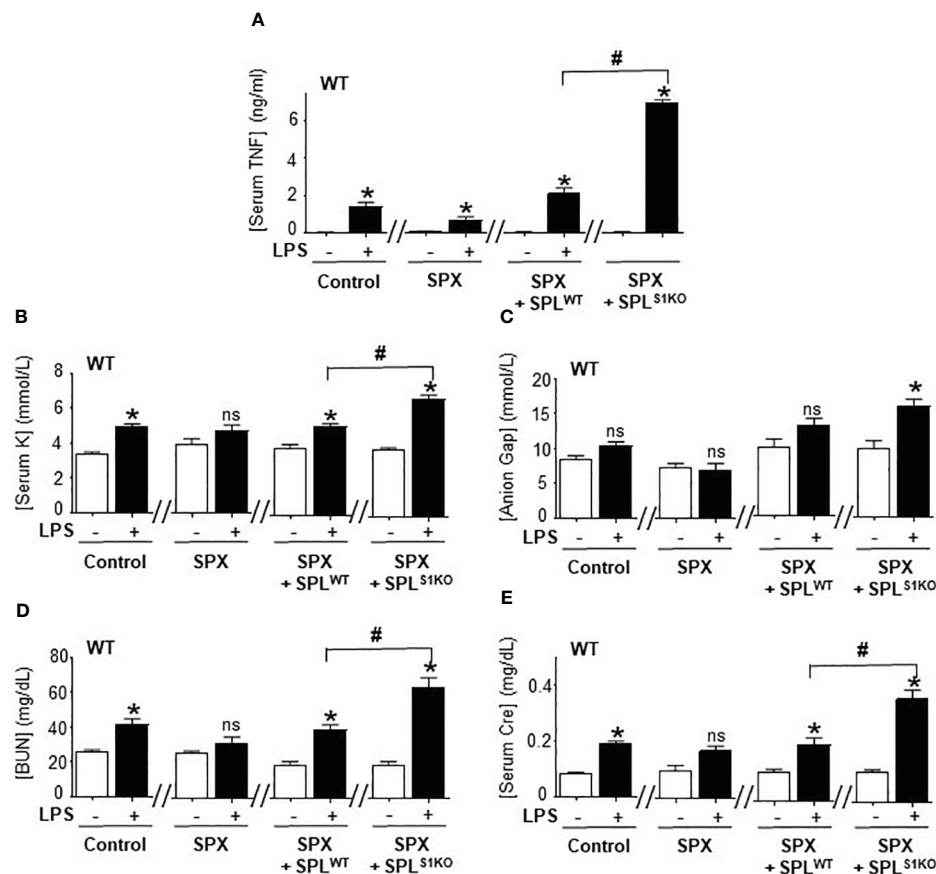 A
WT
#
[Serum TNF] (ng/ml)
6
4
2
0
* * * *
LPS - + - + - + - +
Control SPX SPX SPX
+ SPL^WT + SPL^S1KO
B
WT
#
[Serum K] (mmol/L)
8
6
4
2
0
* ns * *
LPS - + - + - + - +
Control SPX SPX SPX
+ SPL^WT + SPL^S1KO
C
WT
[Anion Gap] (mmol/L)
20
15
10
5
0
ns ns ns *
LPS - + - + - + - +
Control SPX SPX SPX
+ SPL^WT + SPL^S1KO
D
WT
#
[BUN] (mg/dL)
80
60
40
20
0
* ns * *
LPS - + - + - + - +
Control SPX SPX SPX
+ SPL^WT + SPL^S1KO
E
WT
#
[Serum Cre] (mg/dL)
0.4
0.2
0
* ns * *
LPS - + - + - + - +
Control SPX SPX SPX
+ SPL^WT + SPL^S1KO